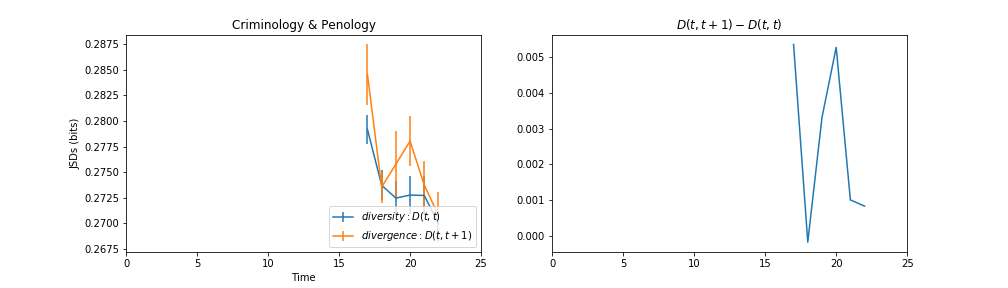 Criminology & Penology
JSDs (bits)
0.2875
0.2850
0.2825
0.2800
0.2775
0.2750
0.2725
0.2700
0.2675
diversity: D(t, t)
divergence: D(t, t + 1)
0 5 10 15 20 25
Time
D(t, t + 1) − D(t, t)
0.005
0.004
0.003
0.002
0.001
0.000
0 5 10 15 20 25